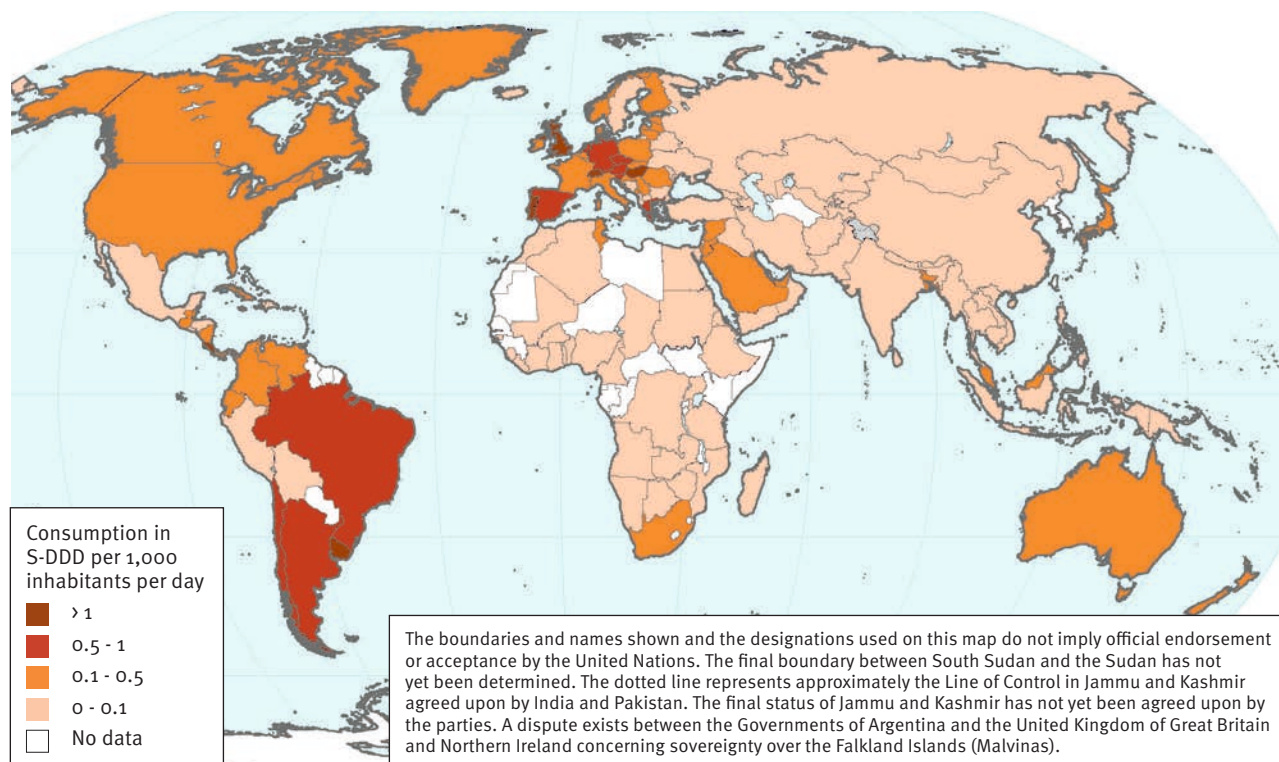 Consumption in
S-DDD per 1,000
inhabitants per day
> 1
0.5 - 1
0.1 - 0.5
0 - 0.1
No data
The boundaries and names shown and the designations used on this map do not imply official endorsement
or acceptance by the United Nations. The final boundary between South Sudan and the Sudan has not
yet been determined. The dotted line represents approximately the Line of Control in Jammu and Kashmir
agreed upon by India and Pakistan. The final status of Jammu and Kashmir has not yet been agreed upon by
the parties. A dispute exists between the Governments of Argentina and the United Kingdom of Great Britain
and Northern Ireland concerning sovereignty over the Falkland Islands (Malvinas).